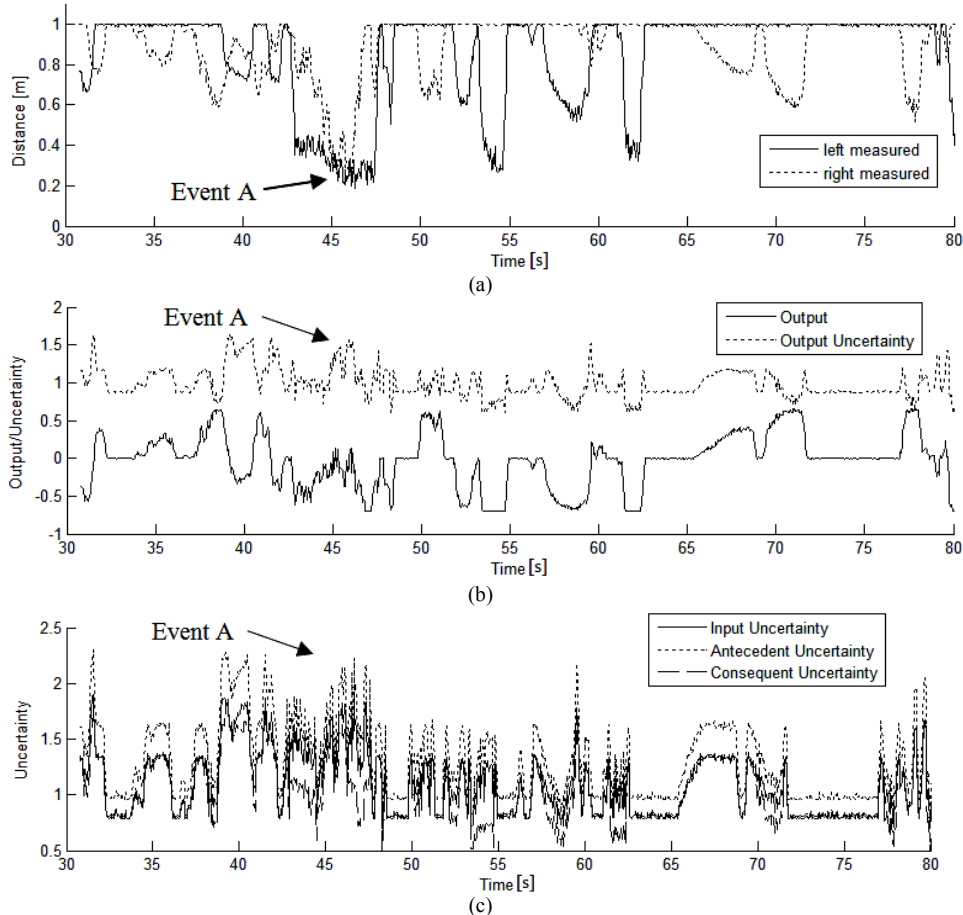 1
0.8
0.6
0.4
0.2
0
Distance [m]
Event A
left measured
right measured
30 35 40 45 50 55 60 65 70 75 80
Time [s]
(a)
2
1.5
1
0.5
0
-0.5
-1
Output/Uncertainty
Event A
Output
Output Uncertainty
30 35 40 45 50 55 60 65 70 75 80
Time [s]
(b)
2.5
2
1.5
1
0.5
Uncertainty
Event A
Input Uncertainty
Antecedent Uncertainty
Consequent Uncertainty
30 35 40 45 50 55 60 65 70 75 80
Time [s]
(c)